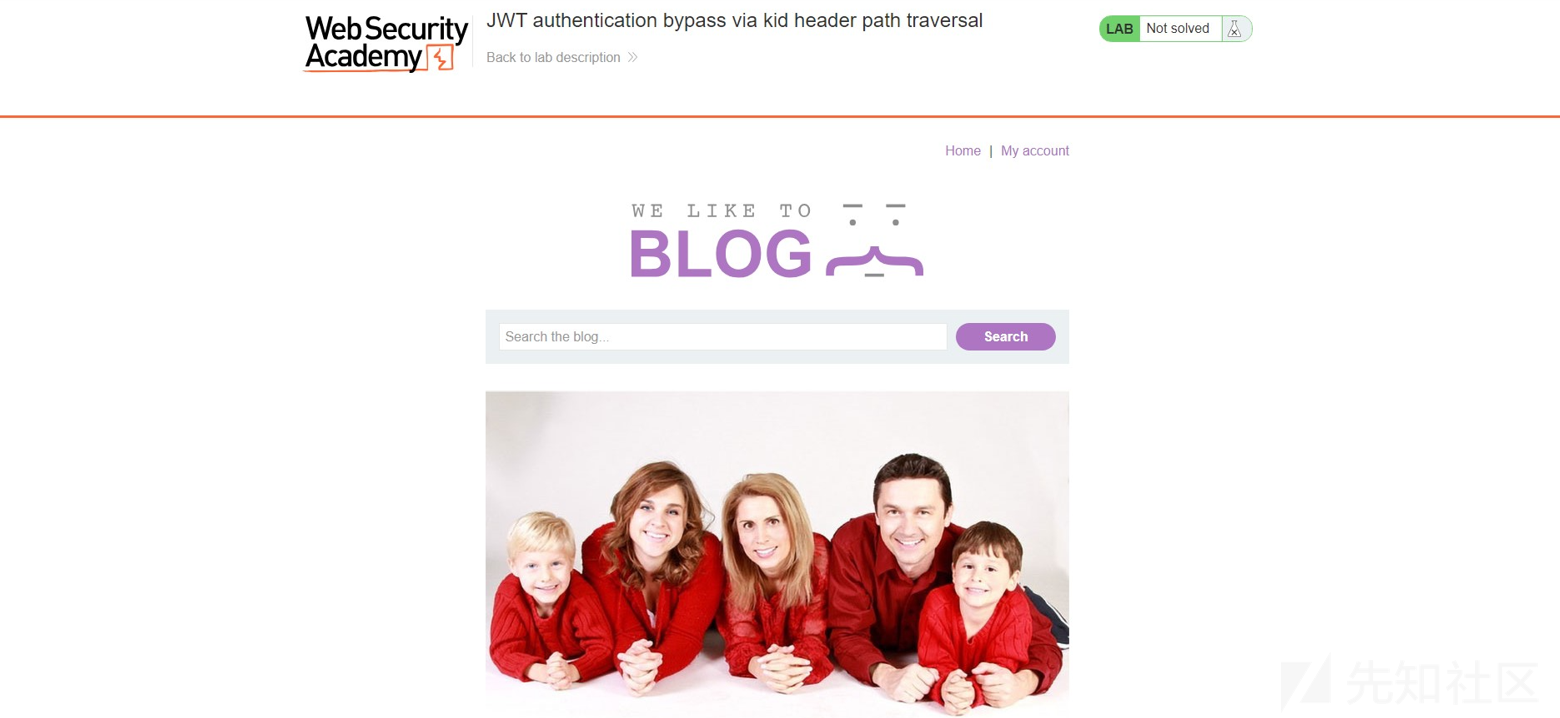 Web Security
Academy
JWT authentication bypass via kid header path traversal
Back to lab description
LAB Not solved
Home | My account
WE LIKE TO
BLOG
Search the blog...
Search
先知社区